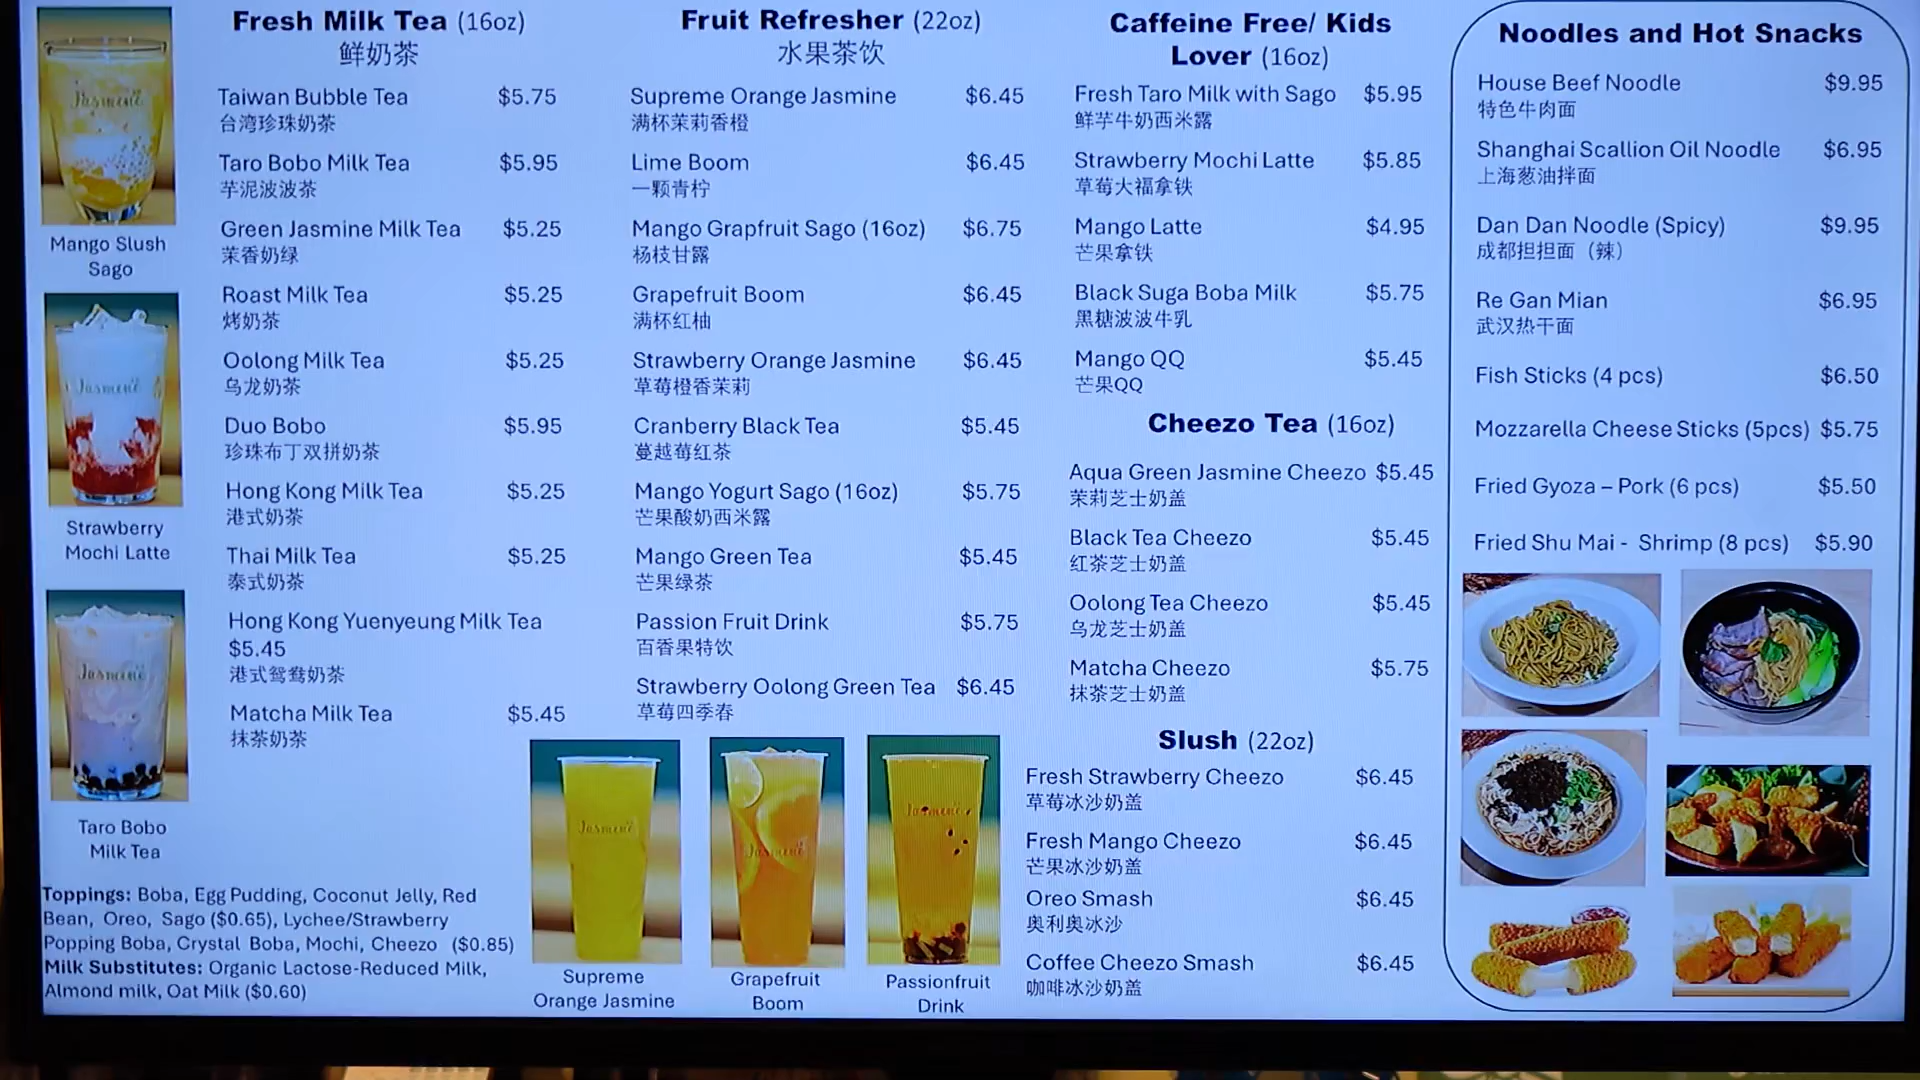 Jasmine
Mango Slush
Sago
Jasmine
Strawberry
Mochi Latte
Jasmine
Taro Bobo
Milk Tea
Fresh Milk Tea (16oz)
鲜奶茶
Taiwan Bubble Tea $5.75
台湾珍珠奶茶
Taro Bobo Milk Tea $5.95
芋泥波波茶
Green Jasmine Milk Tea $5.25
茉香奶绿
Roast Milk Tea $5.25
烤奶茶
Oolong Milk Tea $5.25
乌龙奶茶
Duo Bobo $5.95
珍珠布丁双拼奶茶
Hong Kong Milk Tea $5.25
港式奶茶
Thai Milk Tea $5.25
泰式奶茶
Hong Kong Yuenyeung Milk Tea
$5.45
港式鸳鸯奶茶
Matcha Milk Tea $5.45
抹茶奶茶
Toppings: Boba, Egg Pudding, Coconut Jelly, Red
Bean, Oreo, Sago ($0.65), Lychee/Strawberry
Popping Boba, Crystal Boba, Mochi, Cheezo ($0.85)
Milk Substitutes: Organic Lactose-Reduced Milk,
Almond milk, Oat Milk ($0.60)
Fruit Refresher (22oz)
水果茶饮
Supreme Orange Jasmine $6.45
满杯茉莉香橙
Lime Boom $6.45
一颗青柠
Mango Grapfruit Sago (16oz) $6.75
杨枝甘露
Grapefruit Boom $6.45
满杯红柚
Strawberry Orange Jasmine $6.45
草莓橙香茉莉
Cranberry Black Tea $5.45
蔓越莓红茶
Mango Yogurt Sago (16oz) $5.75
芒果酸奶西米露
Mango Green Tea $5.45
芒果绿茶
Passion Fruit Drink $5.75
百香果特饮
Strawberry Oolong Green Tea $6.45
草莓四季春
Jasmine
Supreme
Orange Jasmine
Jasmine
Grapefruit
Boom
Jasmine
Passionfruit
Drink
Caffeine Free/ Kids
Lover (16oz)
Fresh Taro Milk with Sago $5.95
鲜芋牛奶西米露
Strawberry Mochi Latte $5.85
草莓大福拿铁
Mango Latte $4.95
芒果拿铁
Black Suga Boba Milk $5.75
黑糖波波牛乳
Mango QQ $5.45
芒果QQ
Cheezo Tea (16oz)
Aqua Green Jasmine Cheezo $5.45
茉莉芝士奶盖
Black Tea Cheezo $5.45
红茶芝士奶盖
Oolong Tea Cheezo $5.45
乌龙芝士奶盖
Matcha Cheezo $5.75
抹茶芝士奶盖
Slush (22oz)
Fresh Strawberry Cheezo $6.45
草莓冰沙奶盖
Fresh Mango Cheezo $6.45
芒果冰沙奶盖
Oreo Smash $6.45
奥利奥冰沙
Coffee Cheezo Smash $6.45
咖啡冰沙奶盖
Noodles and Hot Snacks
House Beef Noodle $9.95
特色牛肉面
Shanghai Scallion Oil Noodle $6.95
上海葱油拌面
Dan Dan Noodle (Spicy) $9.95
成都担担面（辣）
Re Gan Mian $6.95
武汉热干面
Fish Sticks (4 pcs) $6.50
Mozzarella Cheese Sticks (5pcs) $5.75
Fried Gyoza – Pork (6 pcs) $5.50
Fried Shu Mai - Shrimp (8 pcs) $5.90